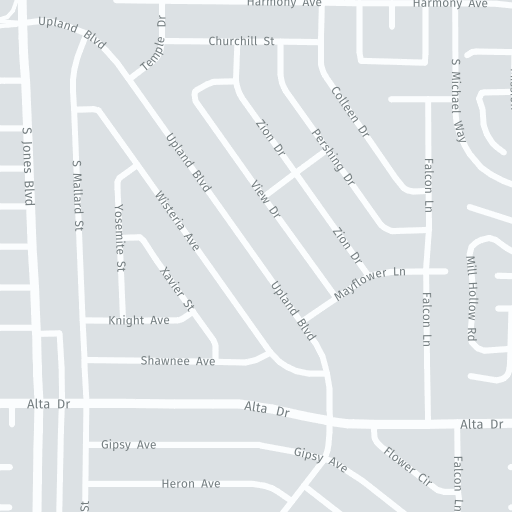 Harmony Ave
Harmony Ave
Upland Blvd
Temple Dr
Churchill St
S Michael Way
Colleen Dr
Zion Dr
Pershing Dr
S Jones Blvd
S Mallard St
Upland Blvd
Falcon Ln
View Dr
Yosemite St
Wisteria Ave
Zion Dr
Mill Hollow Rd
Xavier St
Mayflower Ln
Upland Blvd
Falcon Ln
Knight Ave
Shawnee Ave
Alta Dr
Alta Dr
Alta Dr
Gipsy Ave
Gipsy Ave
Flower Cir
Falcon Ln
Heron Ave
St